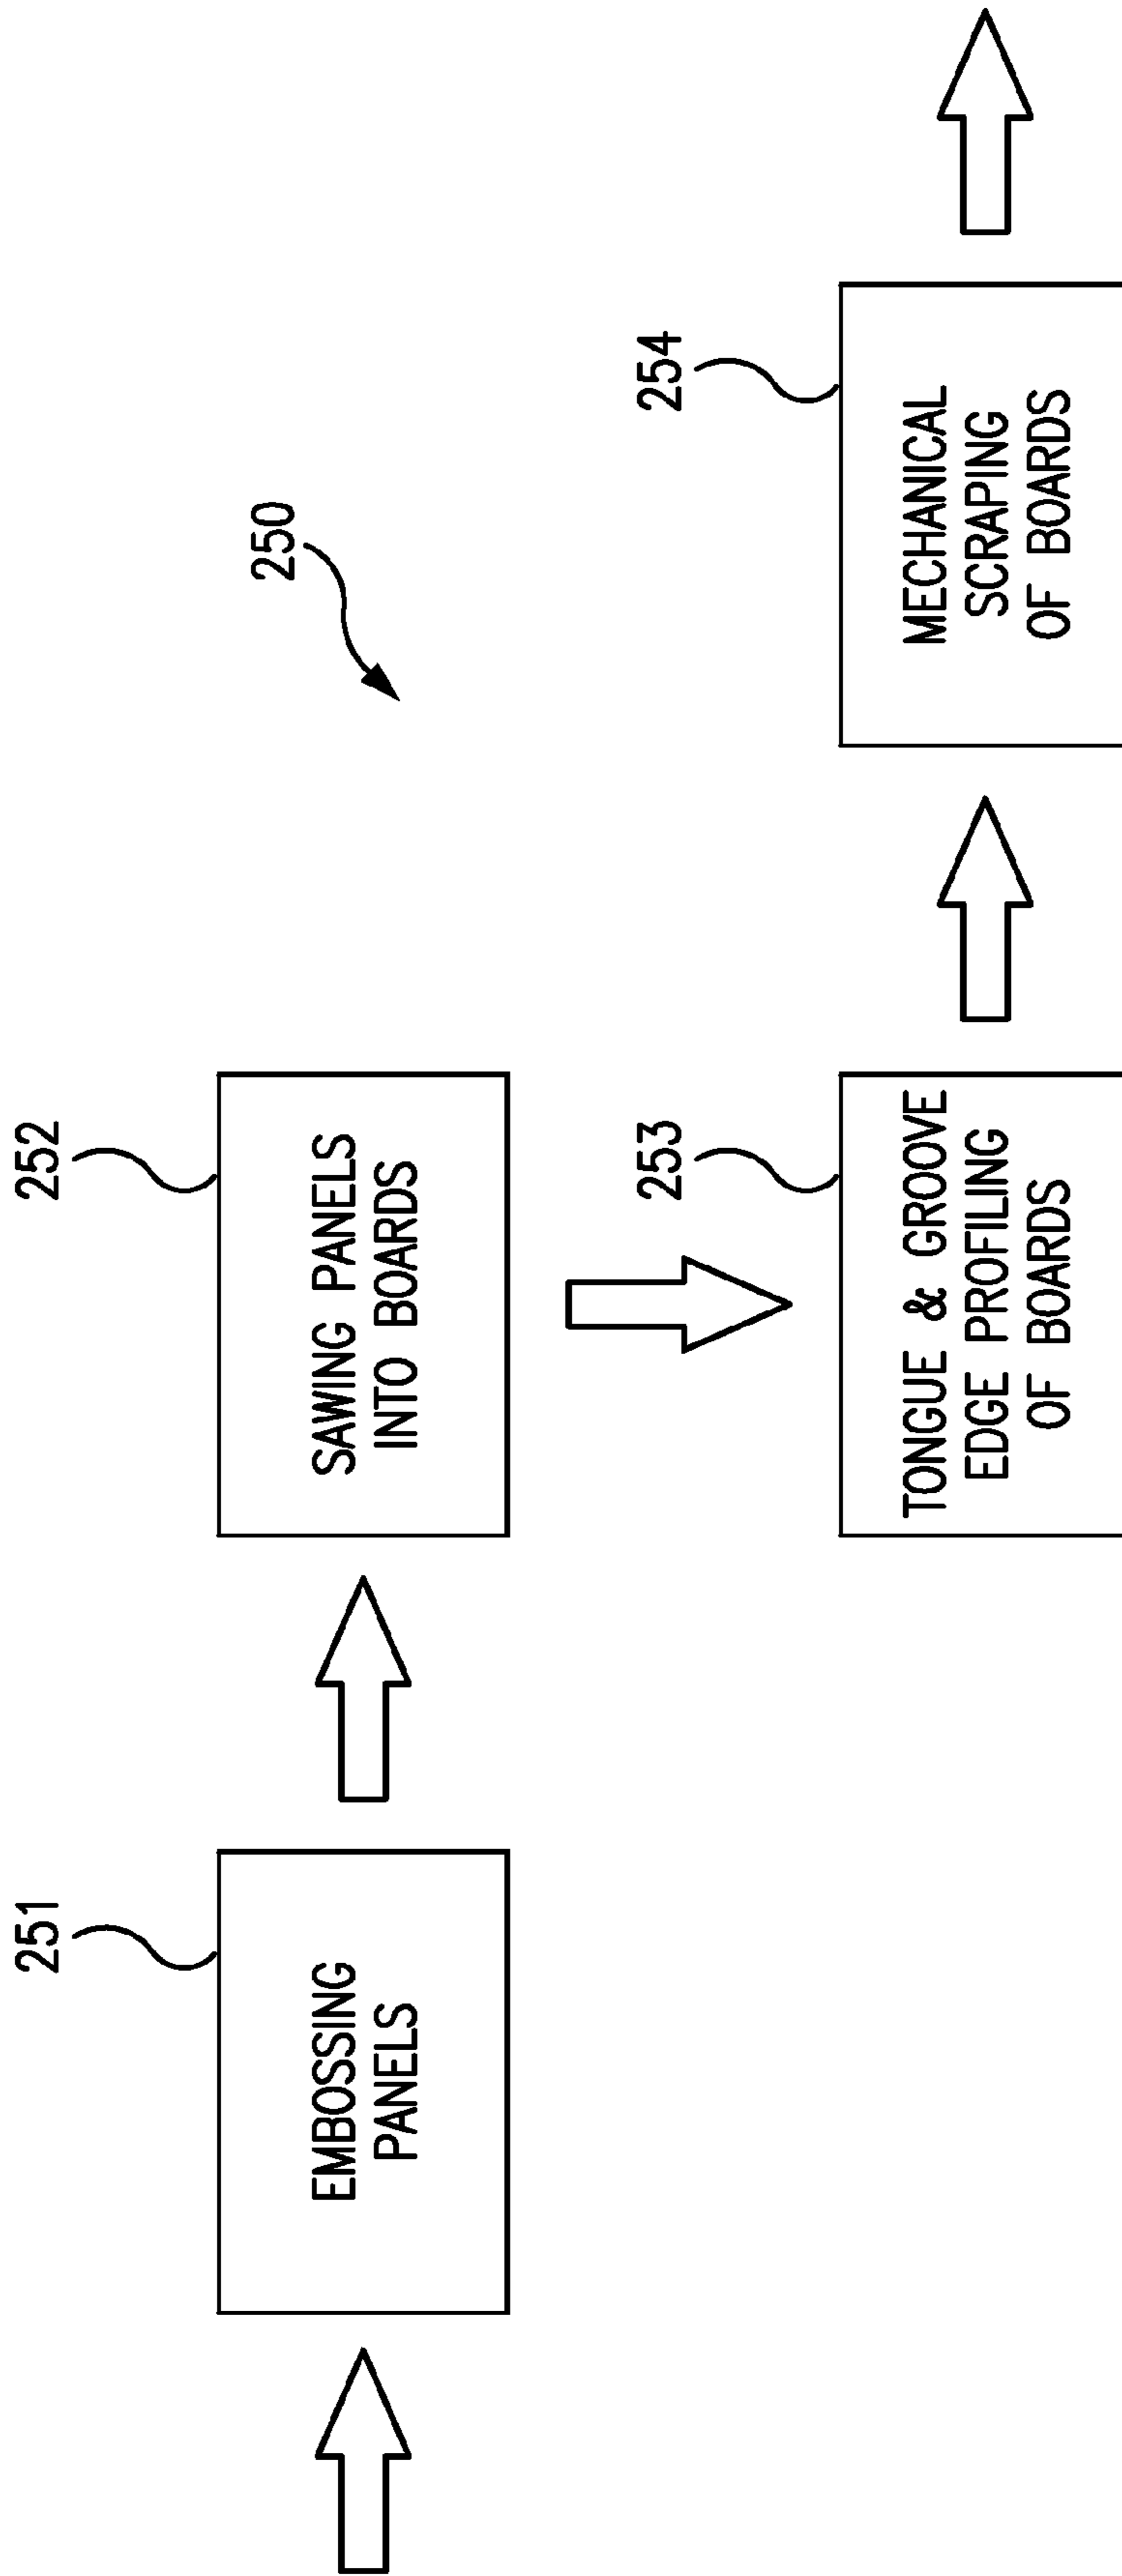 251
EMBOSSING
PANELS
252
SAWING PANELS
INTO BOARDS
250
253
TONGUE & GROOVE
EDGE PROFILING
OF BOARDS
254
MECHANICAL
SCRAPING
OF BOARDS